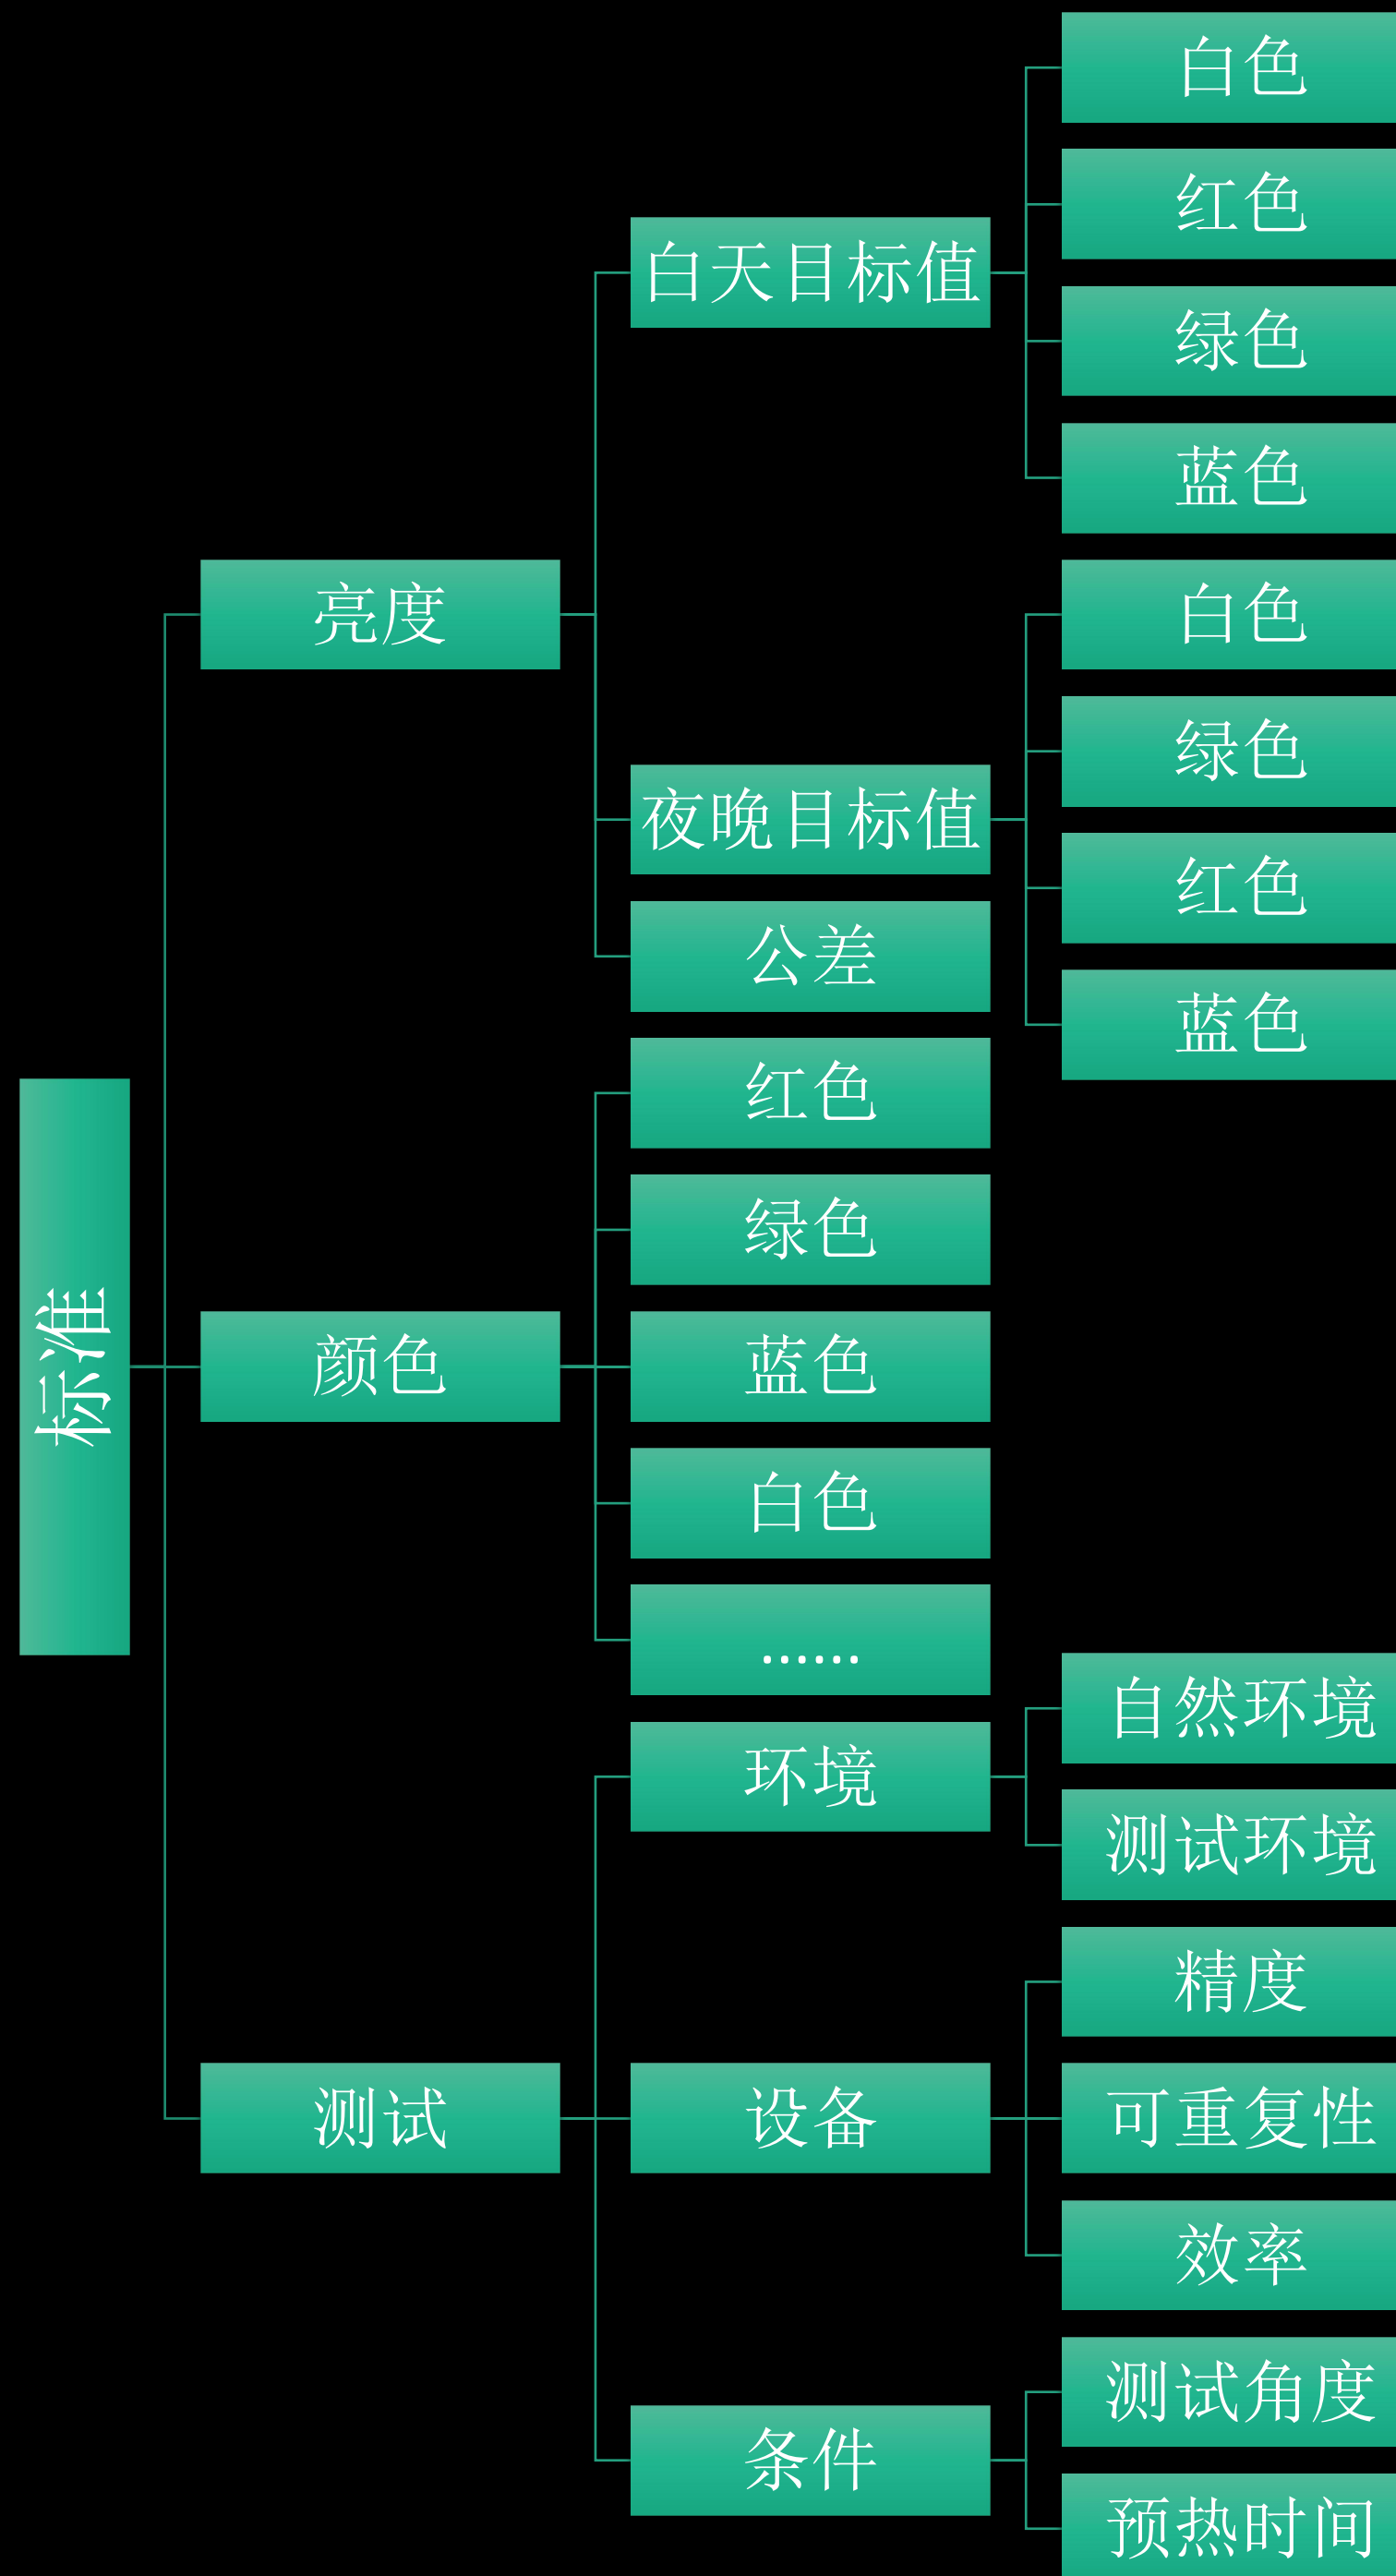 标准
亮度
白天目标值
白色
红色
绿色
蓝色
夜晚目标值
白色
绿色
红色
蓝色
公差
颜色
红色
绿色
蓝色
白色
……
测试
环境
自然环境
测试环境
设备
精度
可重复性
效率
条件
测试角度
预热时间